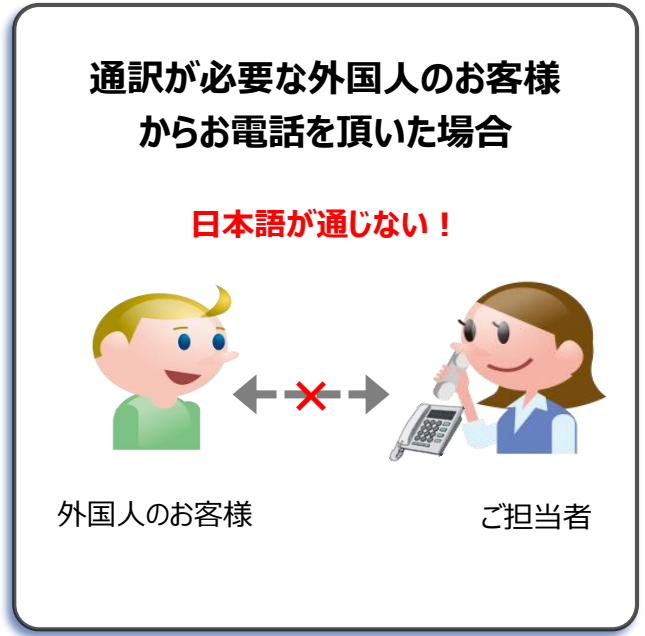 通訳が必要な外国人のお客様
からお電話を頂いた場合
日本語が通じない！
外国人のお客様
ご担当者